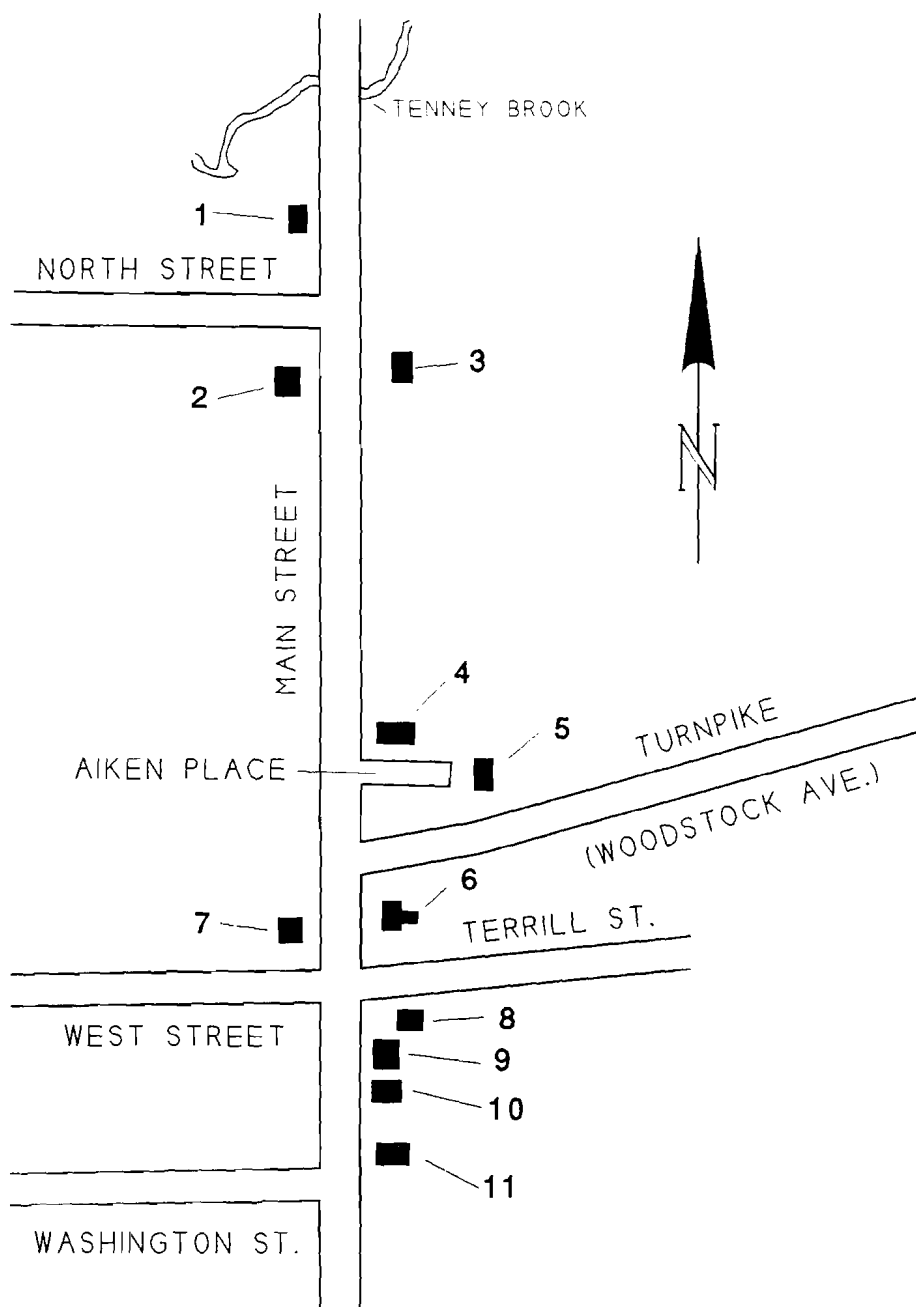 TENNEY BROOK
1
NORTH STREET
2
3
MAIN STREET
N
4
5
AIKEN PLACE
TURNPIKE
(WOODSTOCK AVE.)
6
7
TERRILL ST.
WEST STREET
8
9
10
11
WASHINGTON ST.